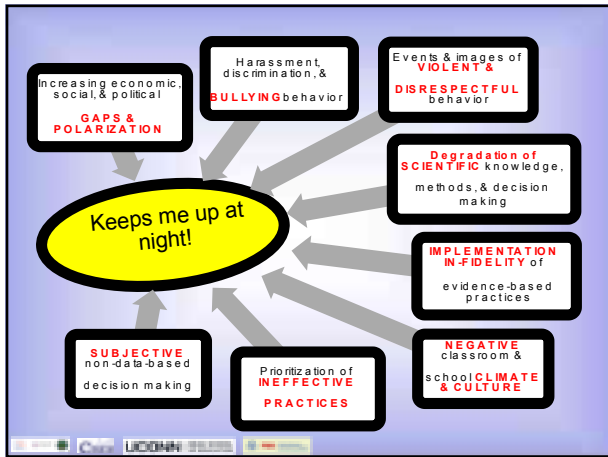 Increasing economic,
social, & political
GAPS &
POLARIZATION
Harassment,
discrimination, &
BULLYING behavior
Events & images of
VIOLENT &
DISRESPECTFUL
behavior
Degradation of
SCIENTIFIC knowledge,
methods, & decision
making
Keeps me up at
night!
IMPLEMENTATION
IN-FIDELITY of
evidence-based
practices
NEGATIVE
classroom &
school CLIMATE
& CULTURE
Prioritization of
INEFFECTIVE
PRACTICES
SUBJECTIVE
non-data-based
decision making
UCONN